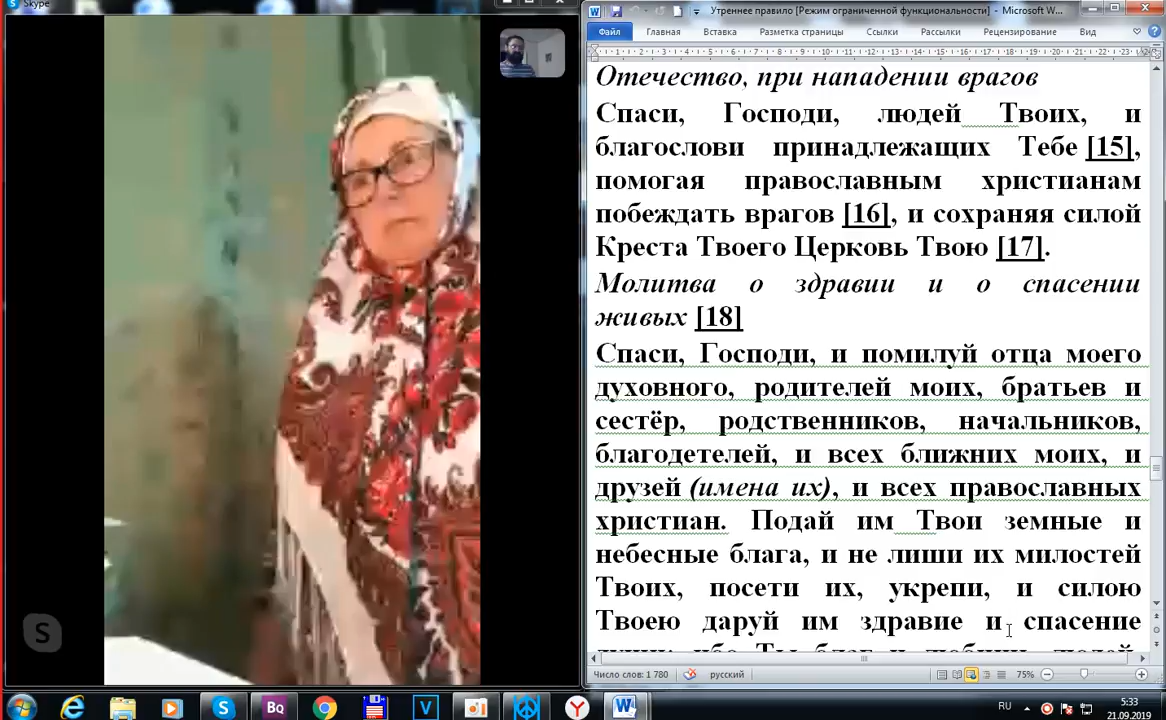 Skype
Утреннее правило [Режим ограниченной функциональности] - Microsoft W...
Файл Главная Вставка Разметка страницы Ссылки Рассылки Рецензирование Вид
Отечество, при нападении врагов
Спаси, Господи, людей Твоих, и
благослови принадлежащих Тебе [15],
помогая православным христианам
побеждать врагов [16], и сохраняя силой
Креста Твоего Церковь Твою [17].
Молитва о здравии и о спасении
живых [18]
Спаси, Господи, и помилуй отца моего
духовного, родителей моих, братьев и
сестёр, родственников, начальников,
благодетелей, и всех ближних моих, и
друзей (имена их), и всех православных
христиан. Подай им Твои земные и
небесные блага, и не лиши их милостей
Твоих, посети их, укрепи, и силою
Твоею даруй им здравие и спасение
Число слов: 1 780 русский 75%
Bq
RU
5:33
21.09.2019